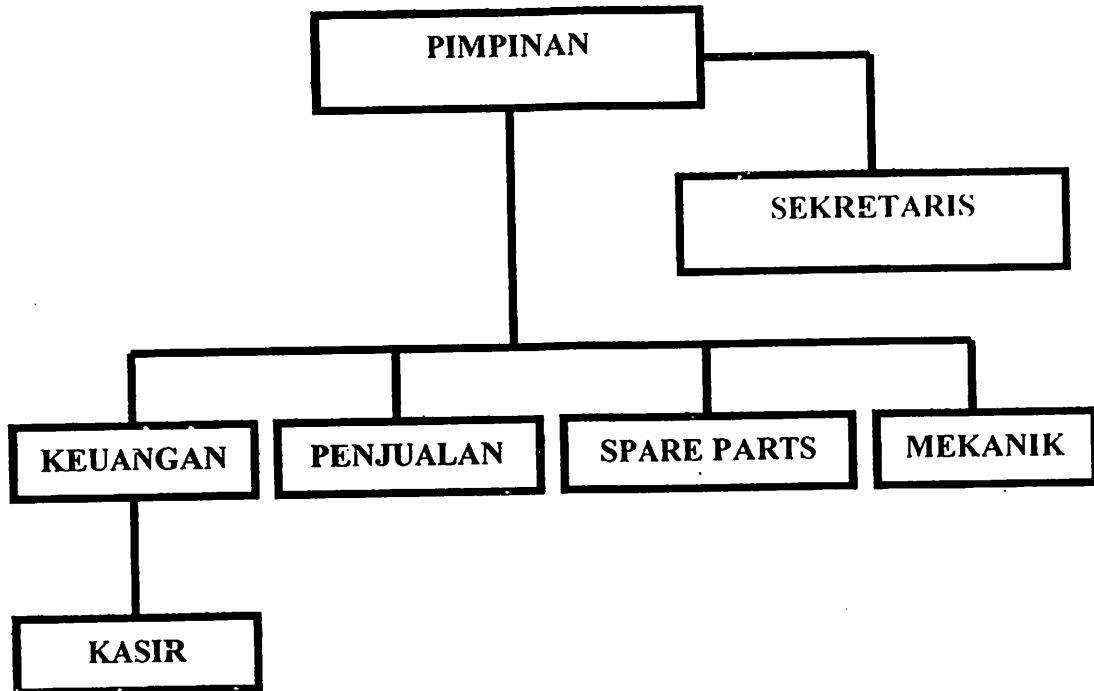 PIMPINAN
SEKRETARIS
KEUANGAN
PENJUALAN
SPARE PARTS
MEKANIK
KASIR